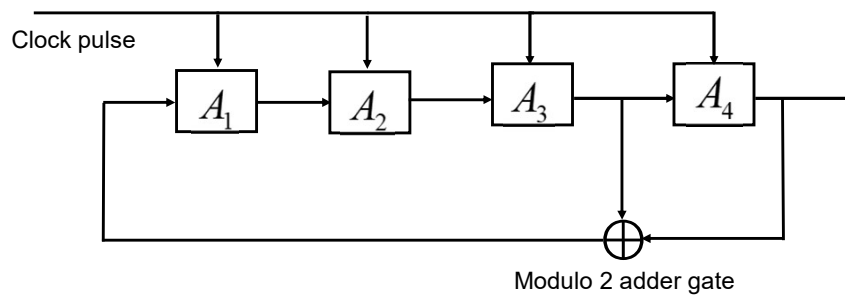 Clock pulse
A₁ A₂ A₃ A₄
Modulo 2 adder gate